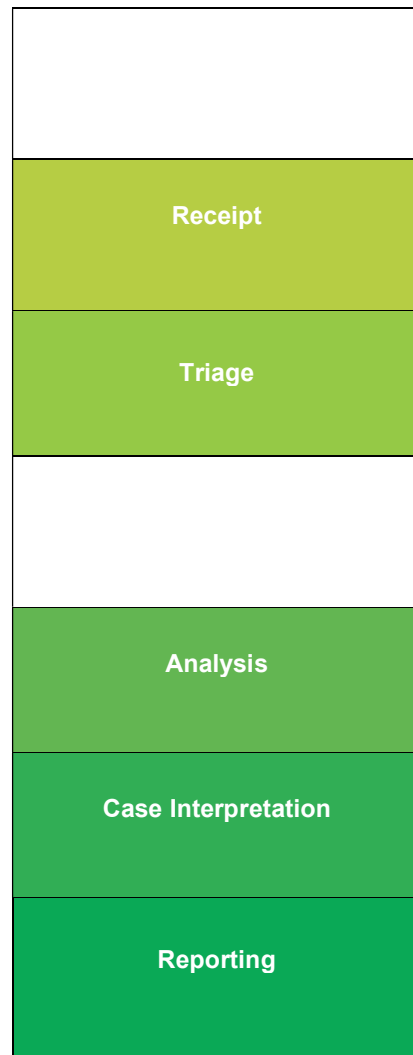 Receipt
Triage
Analysis
Case Interpretation
Reporting